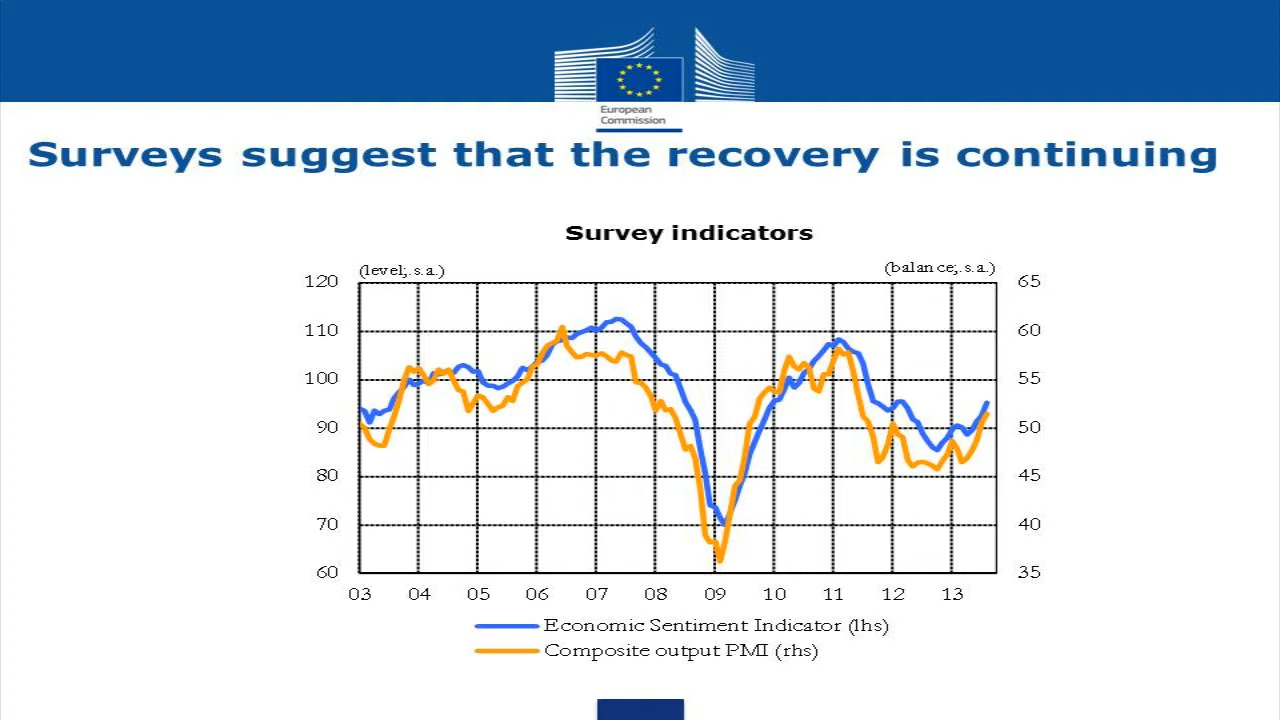 European
Commission
Surveys suggest that the recovery is continuing
Survey indicators
(level;.s.a.)
(balance;.s.a.)
120
65
110
60
100
55
90
50
80
45
70
40
60
35
03 04 05 06 07 08 09 10 11 12 13
Economic Sentiment Indicator (lhs)
Composite output PMI (rhs)